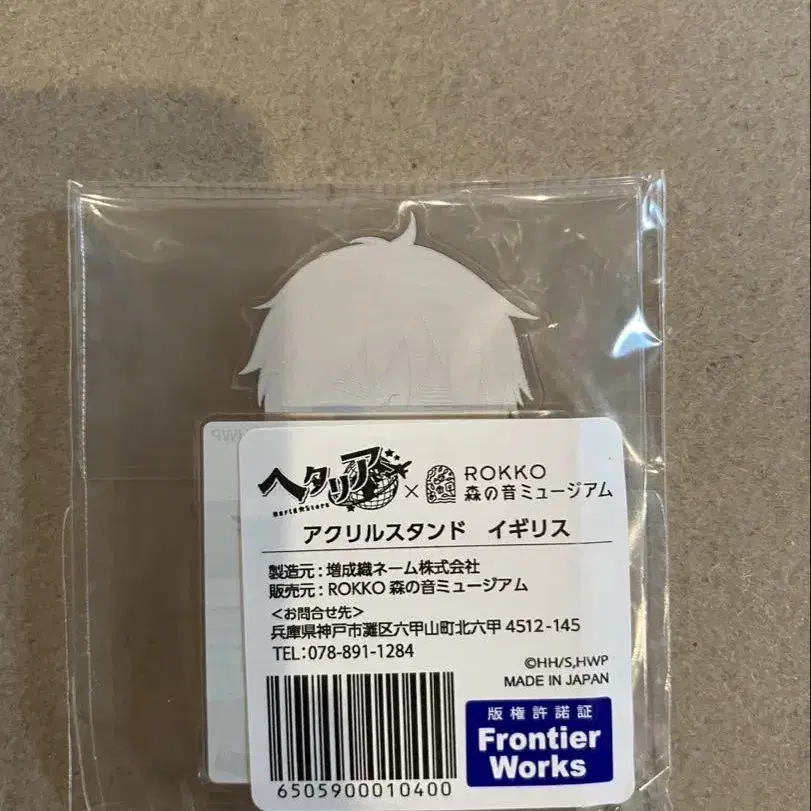 ヘタリア
World★Stars
×
ROKKO
森の音ミュージアム
アクリルスタンド イギリス
製造元：増成織ネーム株式会社
販売元：ROKKO 森の音ミュージアム
＜お問合せ先＞
兵庫県神戸市灘区六甲山町北六甲 4512-145
TEL：078-891-1284
©HH/S,HWP
MADE IN JAPAN
版権許諾証
Frontier
Works
6505900010400